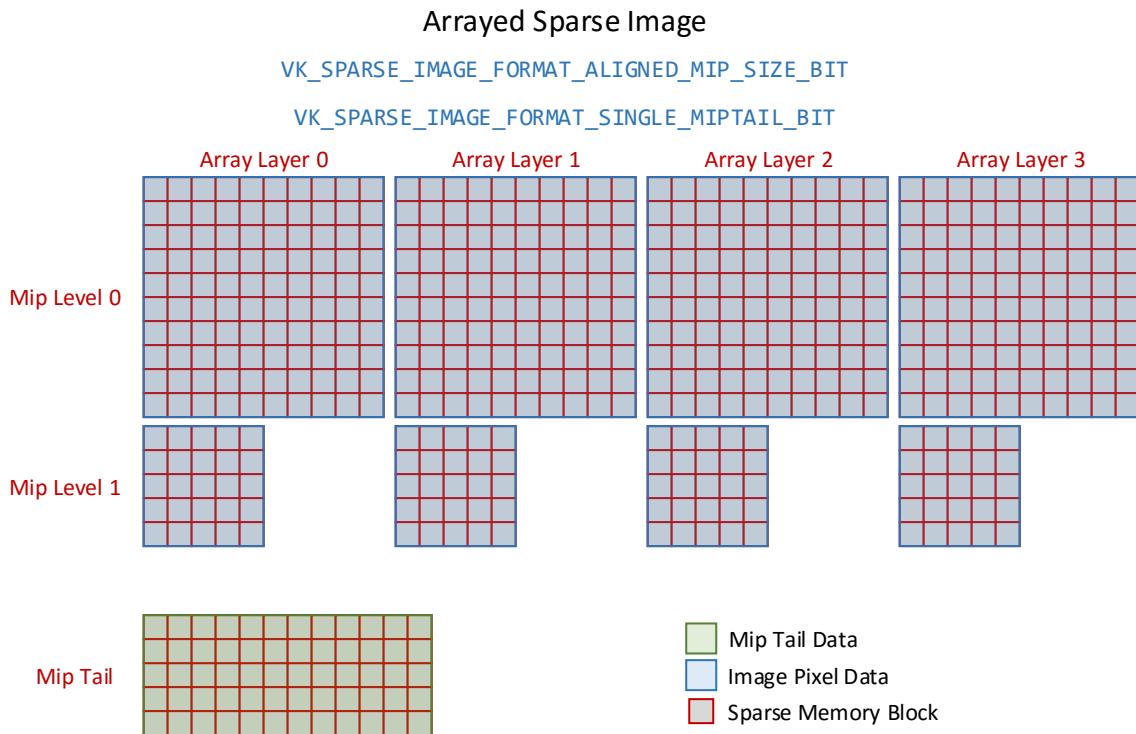 Arrayed Sparse Image
VK_SPARSE_IMAGE_FORMAT_ALIGNED_MIP_SIZE_BIT
VK_SPARSE_IMAGE_FORMAT_SINGLE_MIPTAIL_BIT
Array Layer 0
Array Layer 1
Array Layer 2
Array Layer 3
Mip Level 0
Mip Level 1
Mip Tail
Mip Tail Data
Image Pixel Data
Sparse Memory Block